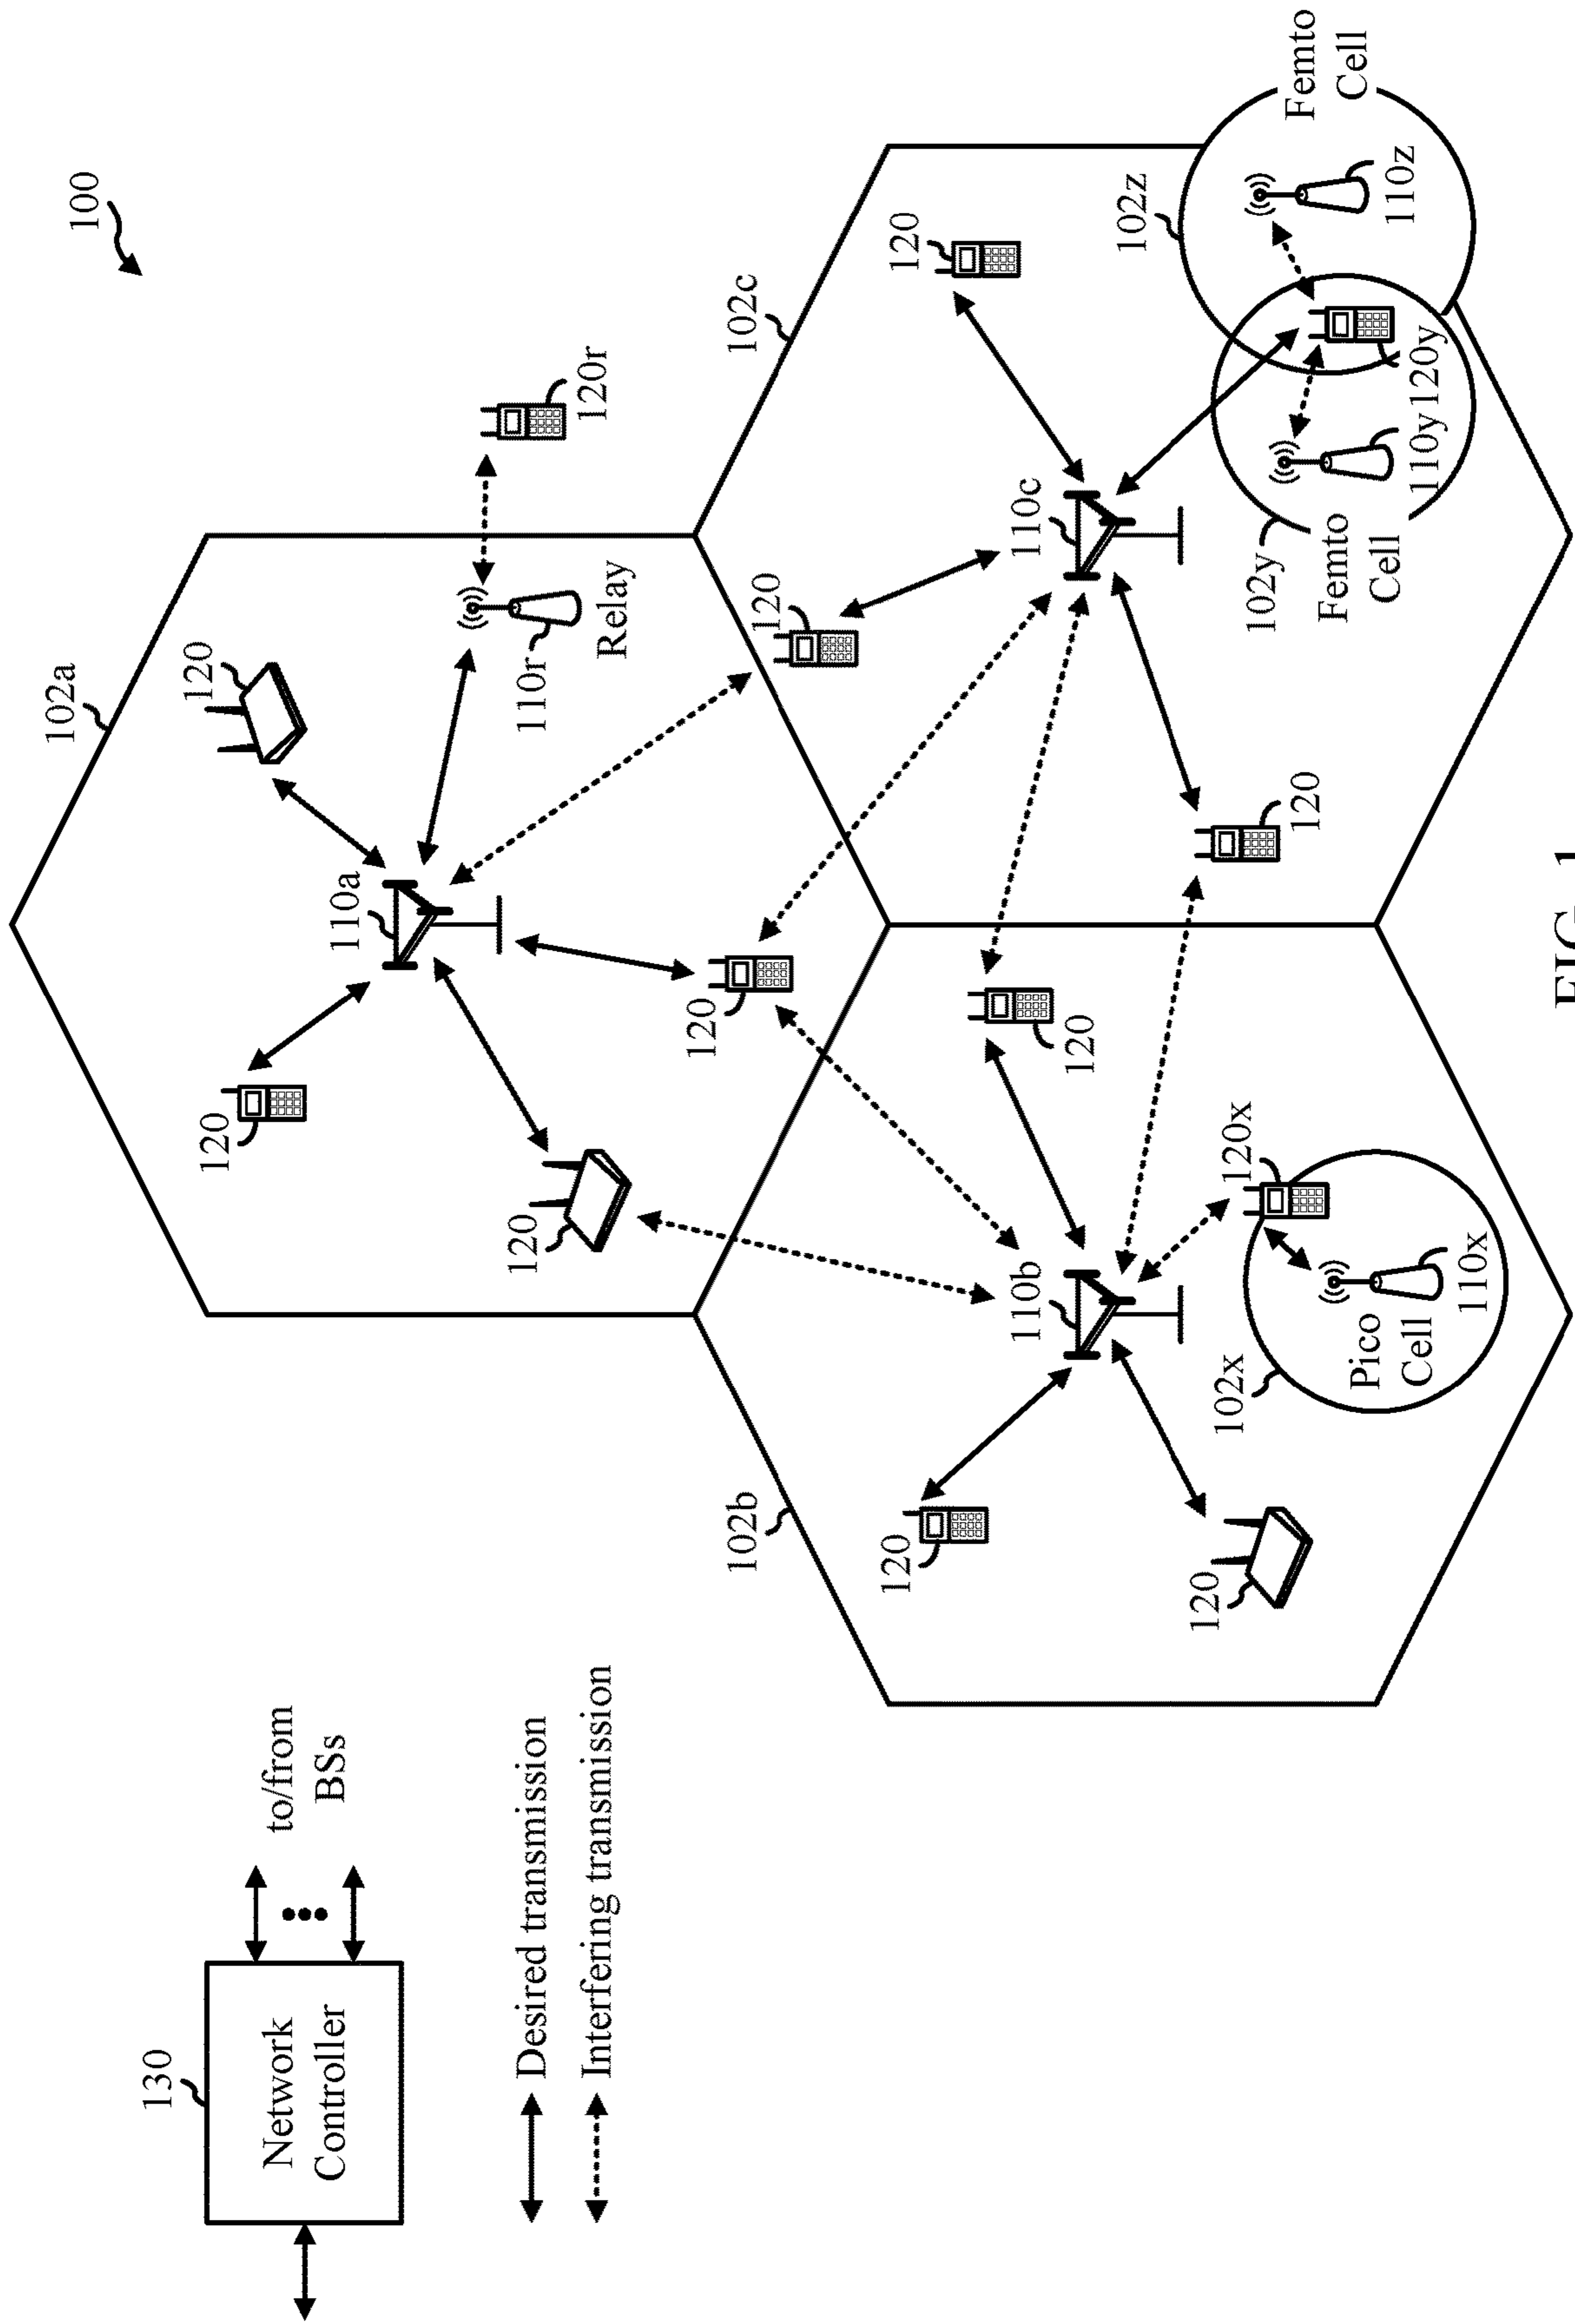 100
130
Network
Controller
to/from
BSs
Desired transmission
Interfering transmission
102a
110a
120
120
120
120
110r
Relay
120r
102b
110b
120
120
120
102x
Pico
Cell
110x
120x
102c
110c
120
120
120
102y
Femto
Cell
110y
120y
102z
110z
Femto
Cell
FIG. 1